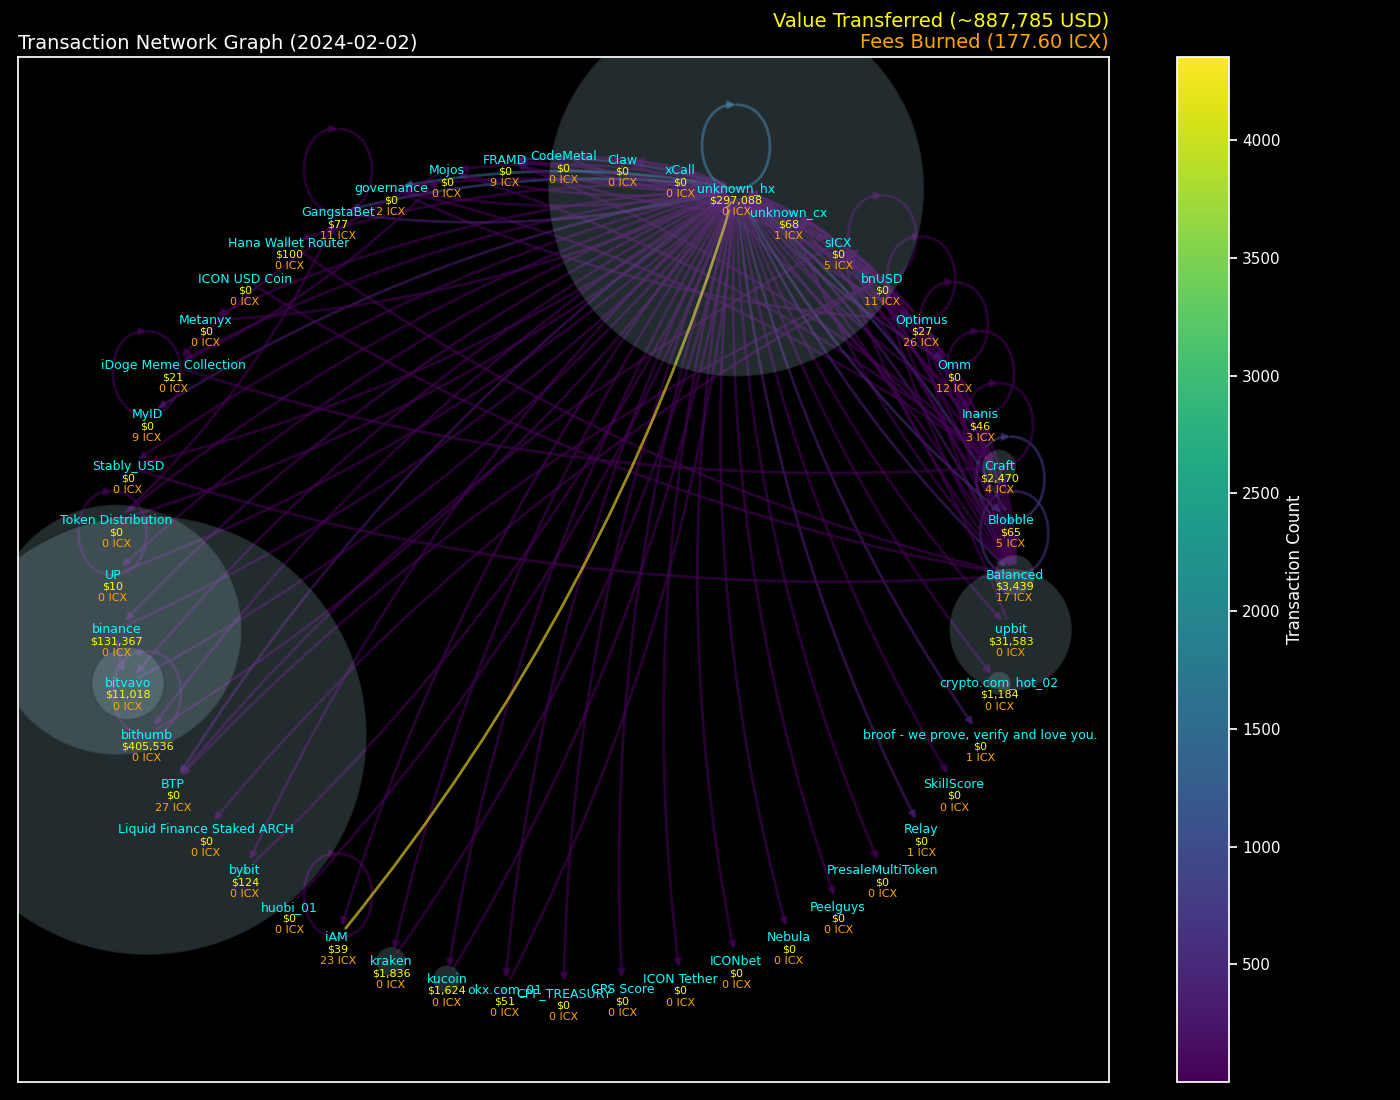 Value Transferred (~887,785 USD)
Transaction Network Graph (2024-02-02)
Fees Burned (177.60 ICX)
CodeMetal
$0
0 ICX
FRAMD
$0
9 ICX
Claw
$0
0 ICX
Mojos
$0
0 ICX
xCall
$0
0 ICX
governance
$0
2 ICX
unknown_hx
$297,088
0 ICX
GangstaBet
$77
11 ICX
unknown_cx
$68
1 ICX
Hana Wallet Router
$100
0 ICX
sICX
$0
5 ICX
ICON USD Coin
$0
0 ICX
bnUSD
$0
11 ICX
Metanyx
$0
0 ICX
Optimus
$27
26 ICX
iDoge Meme Collection
$21
0 ICX
Omm
$0
12 ICX
MyID
$0
9 ICX
Inanis
$46
3 ICX
Stably_USD
$0
0 ICX
Craft
$2,470
4 ICX
Token Distribution
$0
0 ICX
Blobble
$65
5 ICX
UP
$10
0 ICX
Balanced
$3,439
17 ICX
binance
$131,367
0 ICX
upbit
$31,583
0 ICX
bitvavo
$11,018
0 ICX
crypto.com_hot_02
$1,184
0 ICX
bithumb
$405,536
0 ICX
broof - we prove, verify and love you.
$0
1 ICX
BTP
$0
27 ICX
SkillScore
$0
0 ICX
Liquid Finance Staked ARCH
$0
0 ICX
Relay
$0
1 ICX
bybit
$124
0 ICX
PresaleMultiToken
$0
0 ICX
huobi_01
$0
0 ICX
Peelguys
$0
0 ICX
iAM
$39
23 ICX
Nebula
$0
0 ICX
kraken
$1,836
0 ICX
ICONbet
$0
0 ICX
kucoin
$1,624
0 ICX
ICON Tether
$0
0 ICX
okx.com_01
$51
0 ICX
CPF_TREASURY
$0
0 ICX
CPS Score
$0
0 ICX
4000
3500
3000
2500
2000
1500
1000
500
Transaction Count